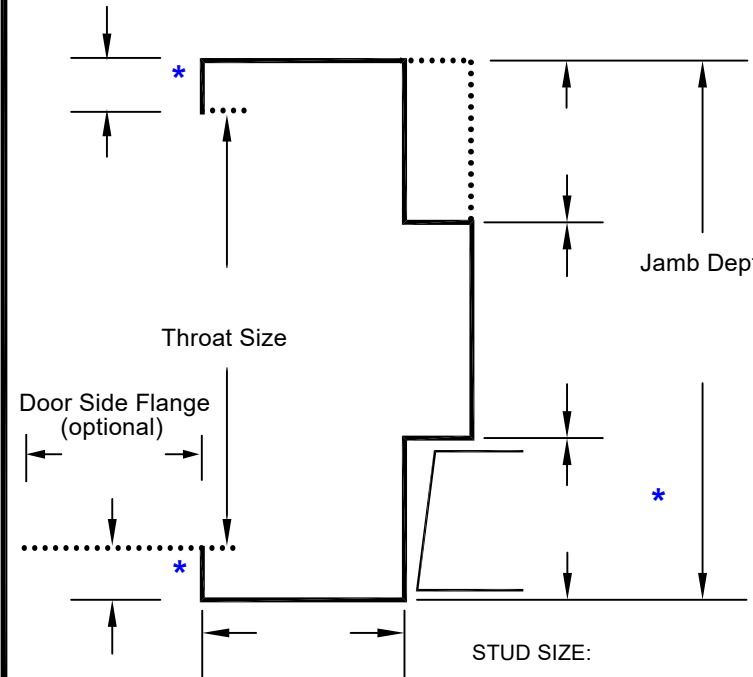 *
Jamb Dept
Throat Size
Door Side Flange
(optional)
*
*
STUD SIZE: